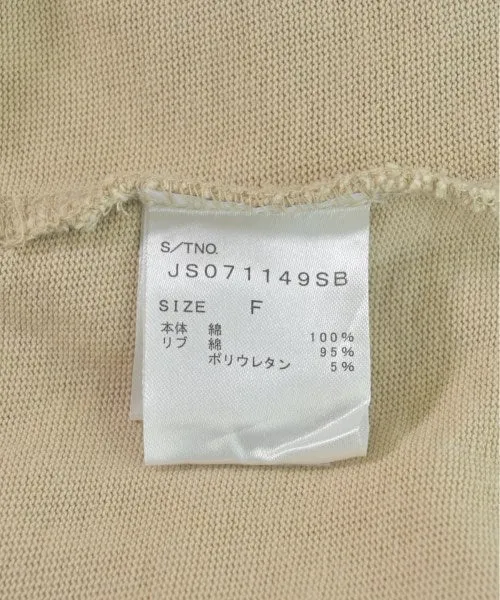 S/TNO.
JS071149SB
SIZE F
本体 綿 100%
リブ 綿 95%
ポリウレタン 5%